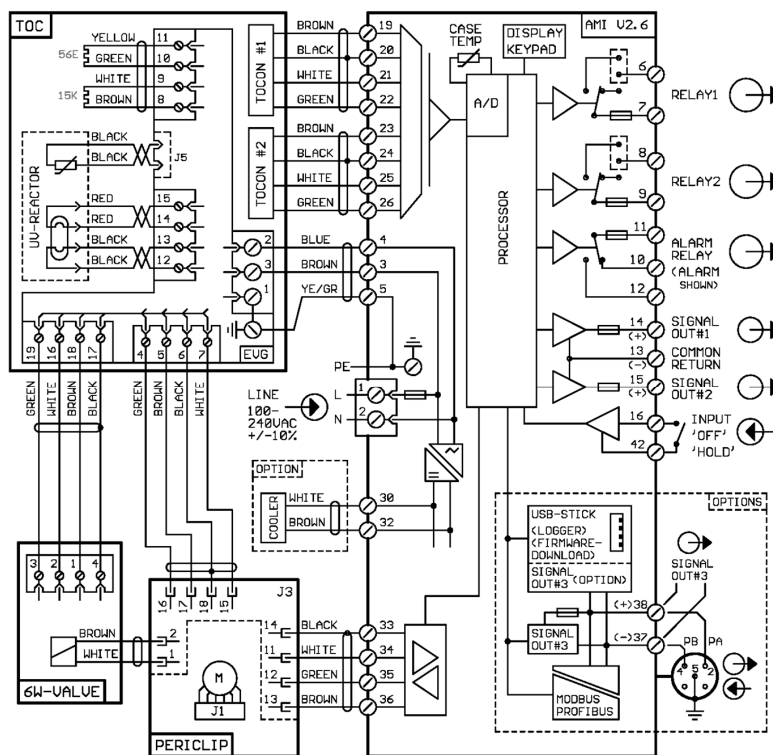 TOC
56E
YELLOW 11
GREEN 10
15K
WHITE 9
BROWN 8
UV-REACTOR
BLACK
BLACK
J5
RED 15
RED 14
BLACK 13
BLACK 12
2
3
1
EVG
19 16 18 17
4 5 6 7
GREEN WHITE BROWN BLACK
GREEN BROWN BLACK WHITE
TOCON #1
BROWN 19
BLACK 20
WHITE 21
GREEN 22
TOCON #2
BROWN 23
BLACK 24
WHITE 25
GREEN 26
BLUE 4
BROWN 3
YE/GR 5
PE
LINE
100-
240VAC
+/-10%
L 1
N 2
OPTION
COOLER
WHITE 30
BROWN 32
AMI V2.6
CASE
TEMP
DISPLAY
KEYPAD
A/D
PROCESSOR
6
7
RELAY1
8
9
RELAY2
11
10
12
ALARM
RELAY
(ALARM
SHOWN)
14
(+)
SIGNAL
OUT#1
13
(-)
COMMON
RETURN
15
(+)
SIGNAL
OUT#2
16
42
INPUT
'OFF'
'HOLD'
OPTIONS
USB-STICK
(LOGGER)
(FIRMWARE-
DOWNLOAD)
SIGNAL
OUT#3 (OPTION)
SIGNAL
OUT#3
SIGNAL
OUT#3
(+)38
(-)37
PB PA
4 5 2
MODBUS
PROFIBUS
3 2 1 4
BROWN
WHITE
6W-VALVE
16 17 18 15
J3
2
1
M
J1
14 BLACK 33
11 WHITE 34
12 GREEN 35
13 BROWN 36
PERICLIP